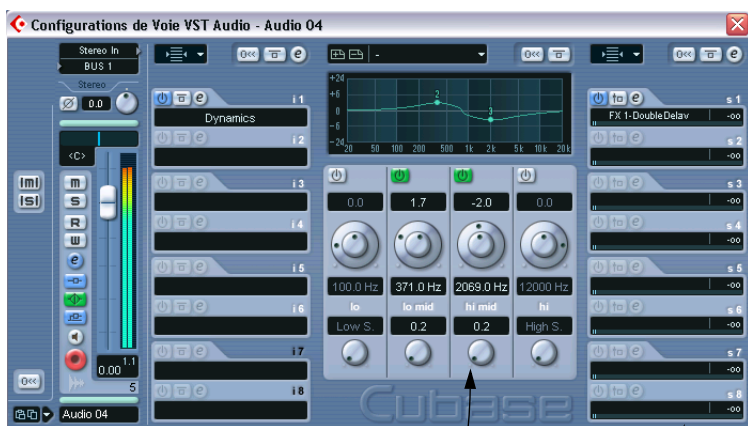 Configurations de Voie VST Audio - Audio 04
Stereo In
BUS 1
Stereo
0.0
<C>
m
S
R
W
e
1.1
0.00
5
Audio 04
[m]
[S]
e
i 1
Dynamics
i 2
i 3
i 4
i 5
i 6
i 7
i 8
-
+24
+6
0
-6
-24
20 50 100 200 500 1k 2k 5k 10k 20k
2
3
0.0 1.7 -2.0 0.0
100.0 Hz 371.0 Hz 2069.0 Hz 12000 Hz
lo lo mid hi mid hi
Low S. 0.2 0.2 High S.
Cubase
e
s 1
FX 1-DoubleDelay -oo
s 2
-oo
s 3
-oo
s 4
-oo
s 5
-oo
s 6
-oo
s 7
-oo
s 8
-oo